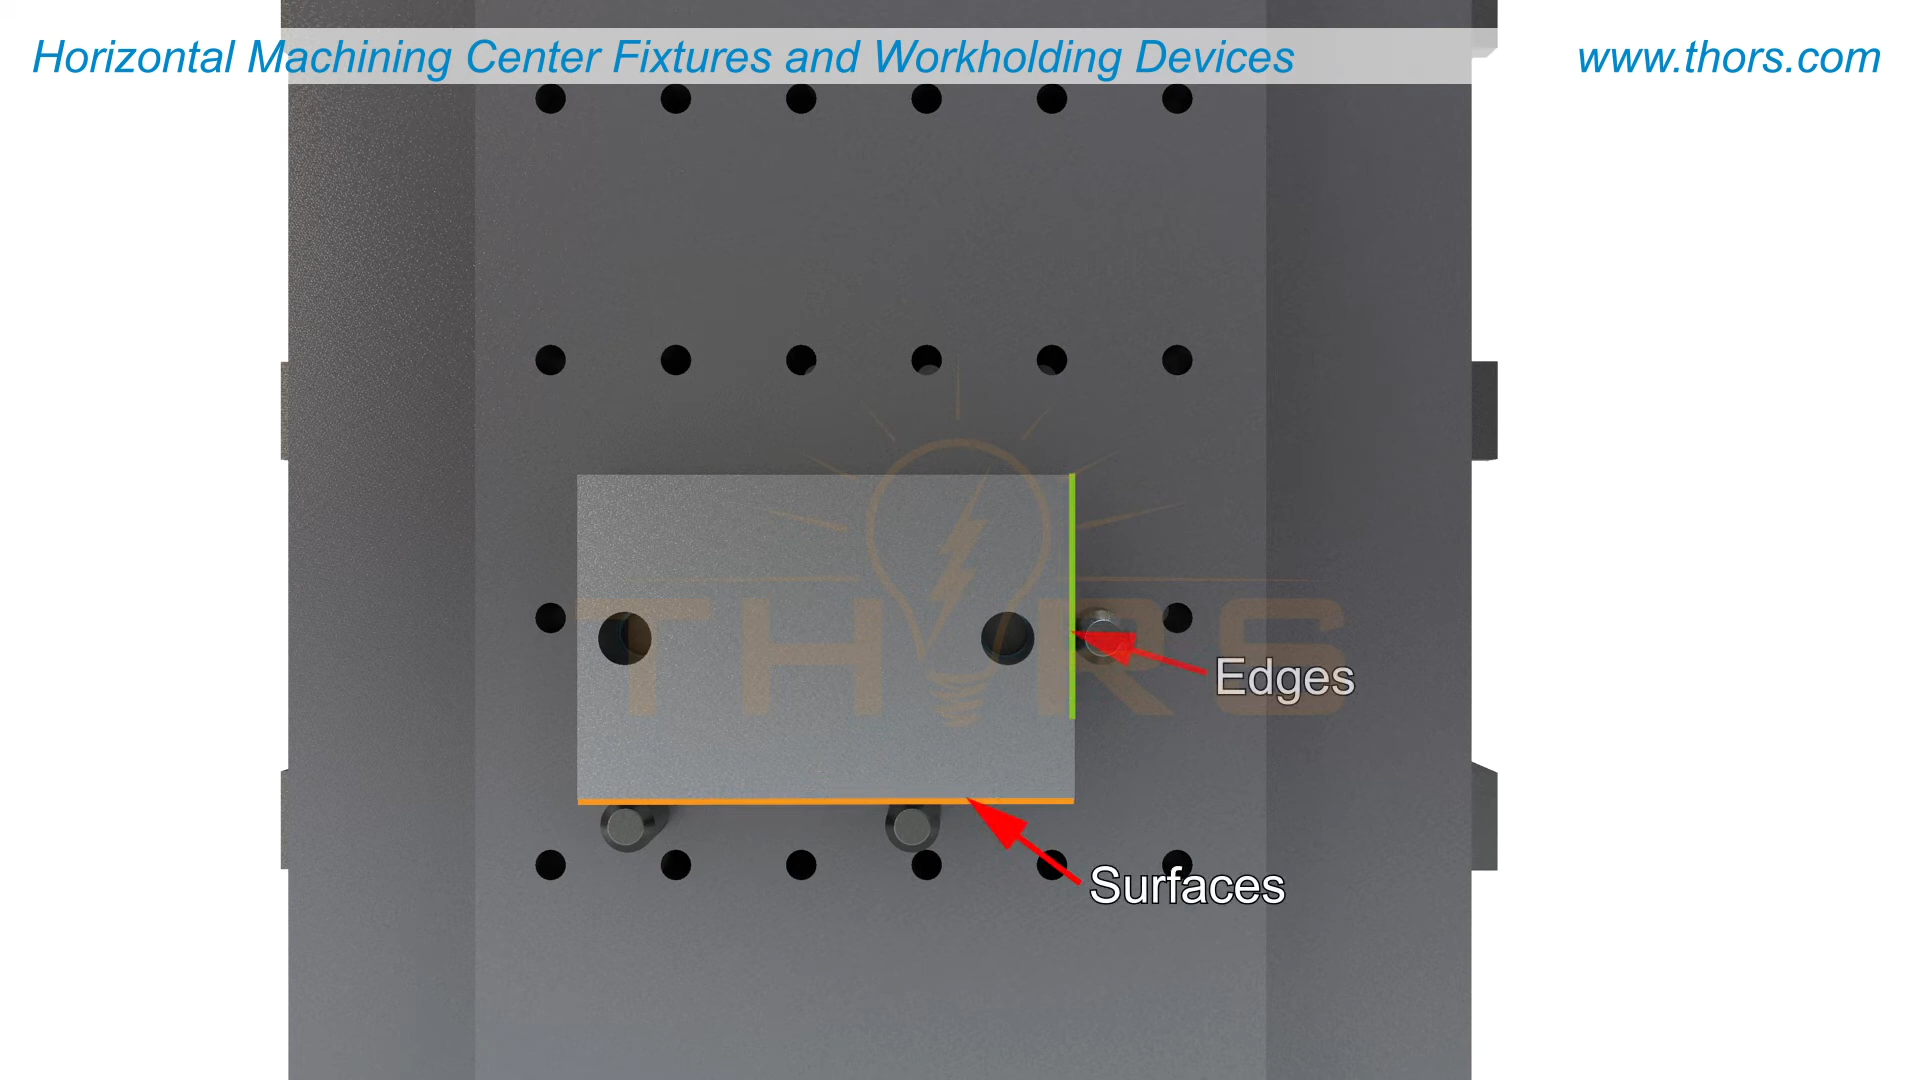 Horizontal Machining Center Fixtures and Workholding Devices
www.thors.com
THORS
Edges
Surfaces